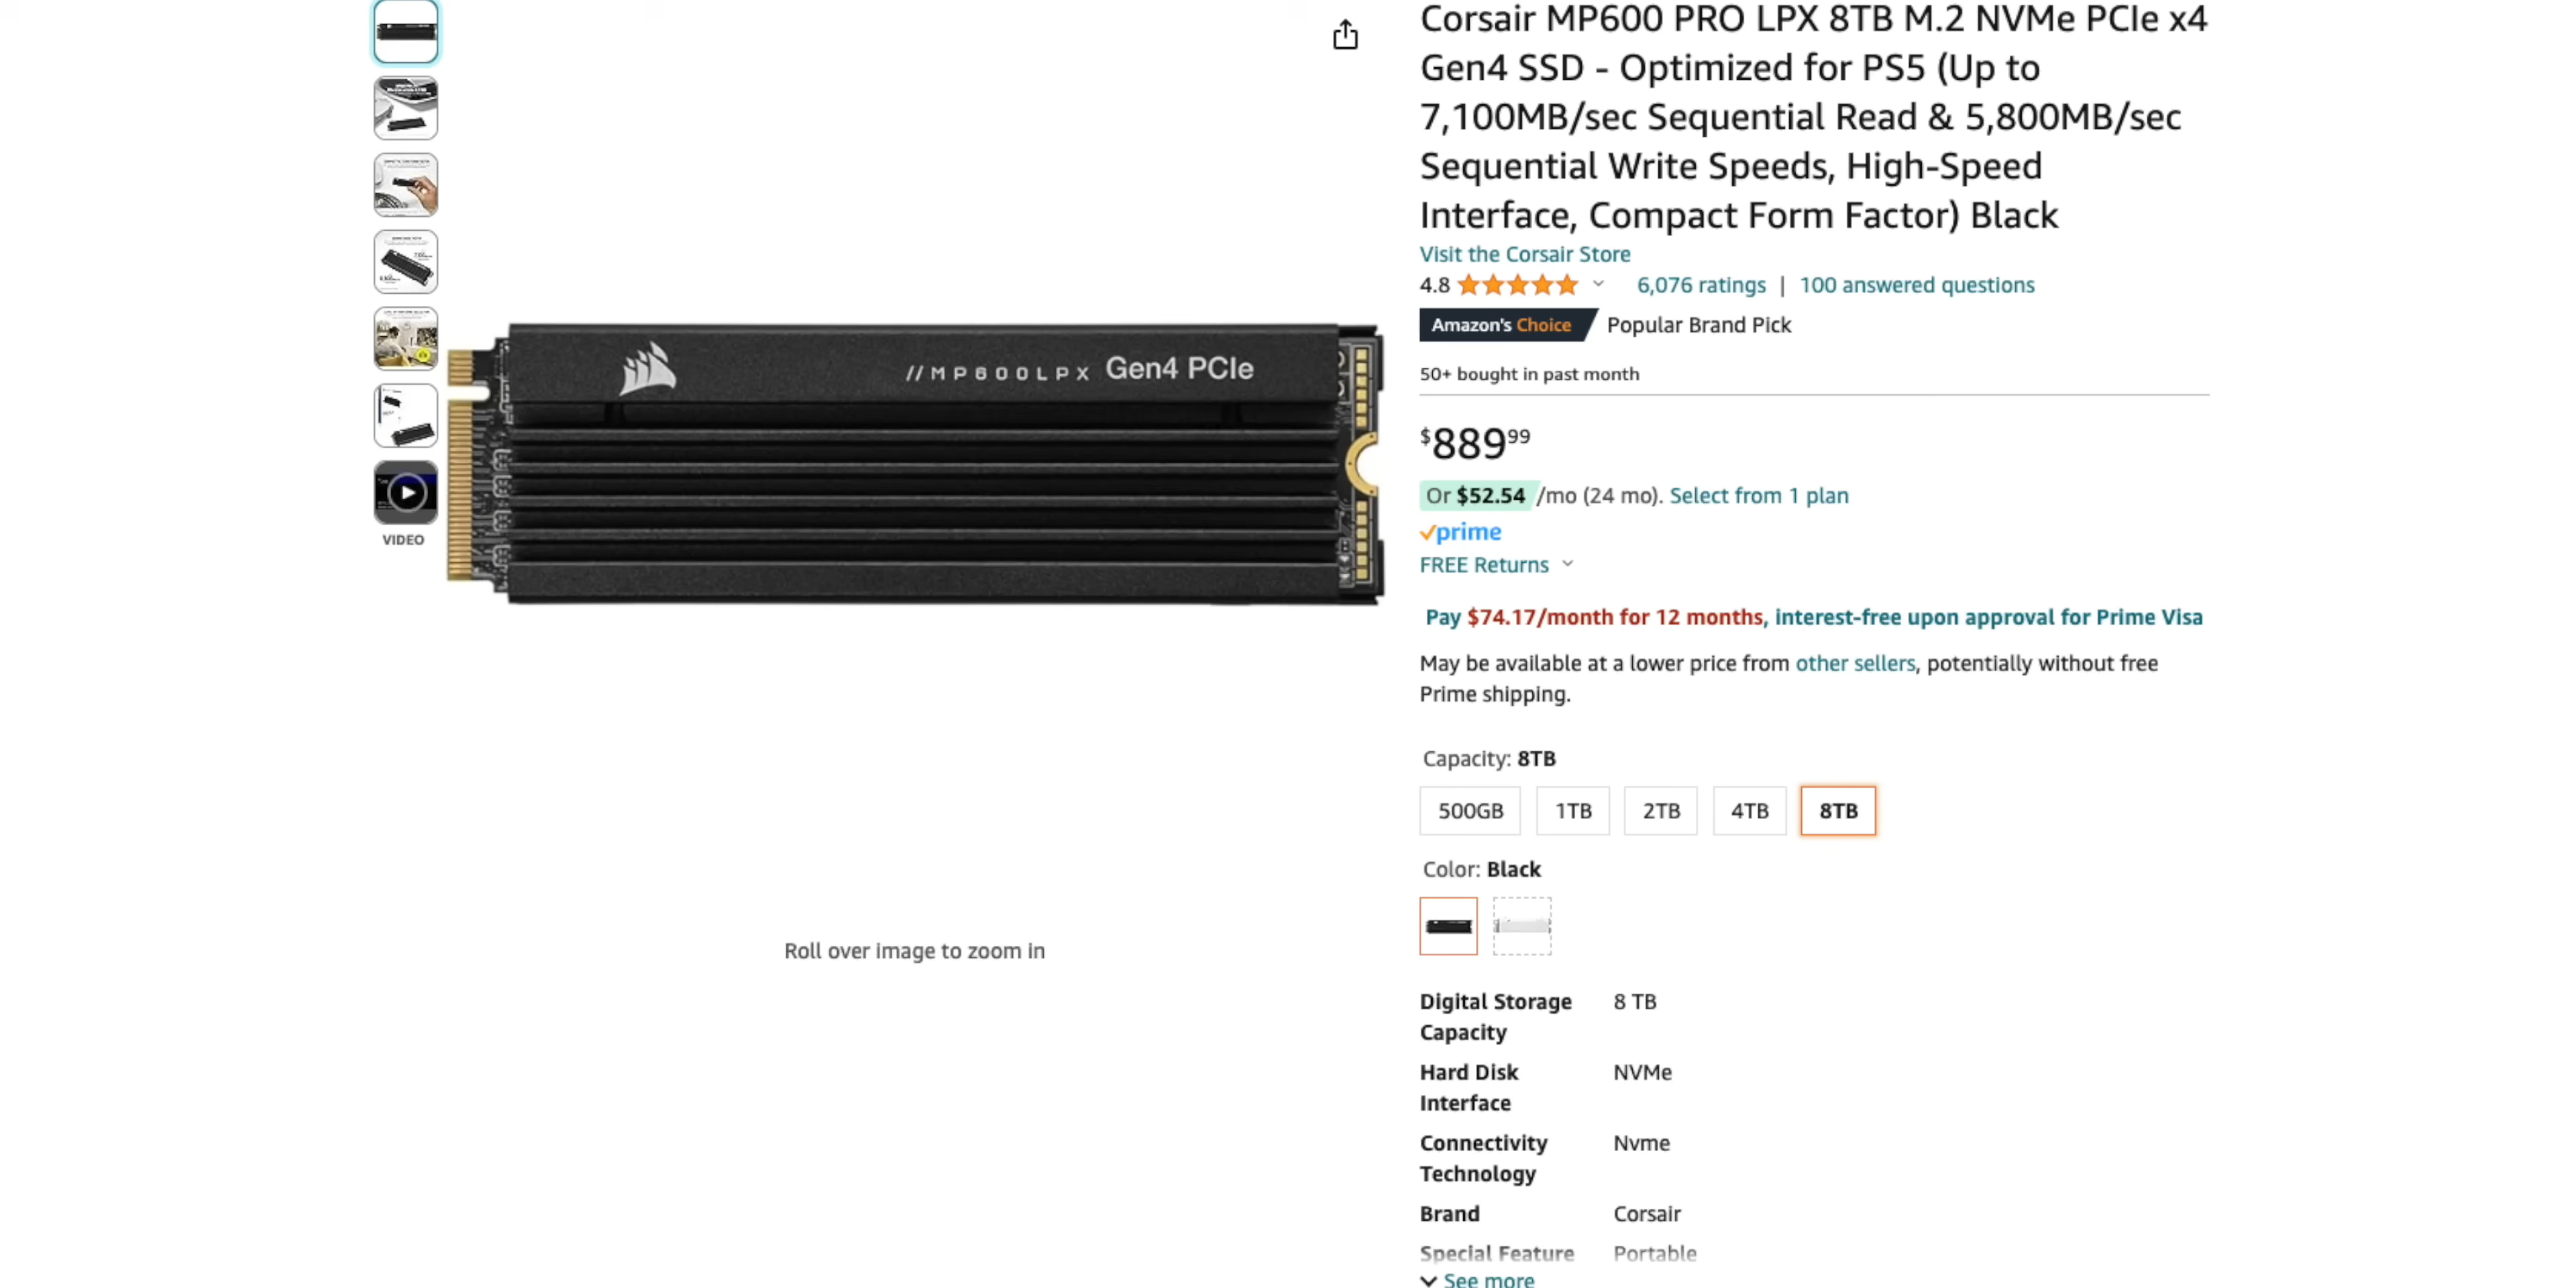 Corsair MP600 PRO LPX 8TB M.2 NVMe PCIe x4
Gen4 SSD - Optimized for PS5 (Up to
7,100MB/sec Sequential Read & 5,800MB/sec
Sequential Write Speeds, High-Speed
Interface, Compact Form Factor) Black
Visit the Corsair Store
4.8 6,076 ratings | 100 answered questions
Amazon's Choice Popular Brand Pick
50+ bought in past month
$889 99
Or $52.54 /mo (24 mo). Select from 1 plan
prime
FREE Returns
Pay $74.17/month for 12 months, interest-free upon approval for Prime Visa
May be available at a lower price from other sellers, potentially without free
Prime shipping.
Capacity: 8TB
500GB 1TB 2TB 4TB 8TB
Color: Black
Digital Storage 8 TB
Capacity
Hard Disk NVMe
Interface
Connectivity Nvme
Technology
Brand Corsair
Special Feature Portable
See more
//MP600LPX Gen4 PCIe
VIDEO
Roll over image to zoom in